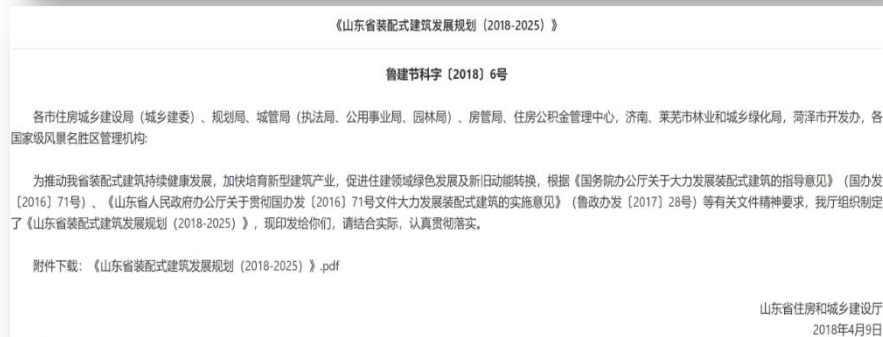 《山东省装配式建筑发展规划（2018-2025）》
鲁建节科字〔2018〕6号
各市住房城乡建设局（城乡建委）、规划局、城管局（执法局、公用事业局、园林局）、房管局、住房公积金管理中心，济南、莱芜市林业和城乡绿化局，菏泽市开发办，各
国家级风景名胜区管理机构:
为推动我省装配式建筑持续健康发展，加快培育新型建筑产业，促进住建领域绿色发展及新旧动能转换，根据《国务院办公厅关于大力发展装配式建筑的指导意见》（国办发
〔2016〕71号）、《山东省人民政府办公厅关于贯彻国办发〔2016〕71号文件大力发展装配式建筑的实施意见》（鲁政办发〔2017〕28号）等有关文件精神要求，我厅组织制定
了《山东省装配式建筑发展规划（2018-2025）》，现印发给你们，请结合实际，认真贯彻落实。
附件下载：《山东省装配式建筑发展规划（2018-2025）》.pdf
山东省住房和城乡建设厅
2018年4月9日